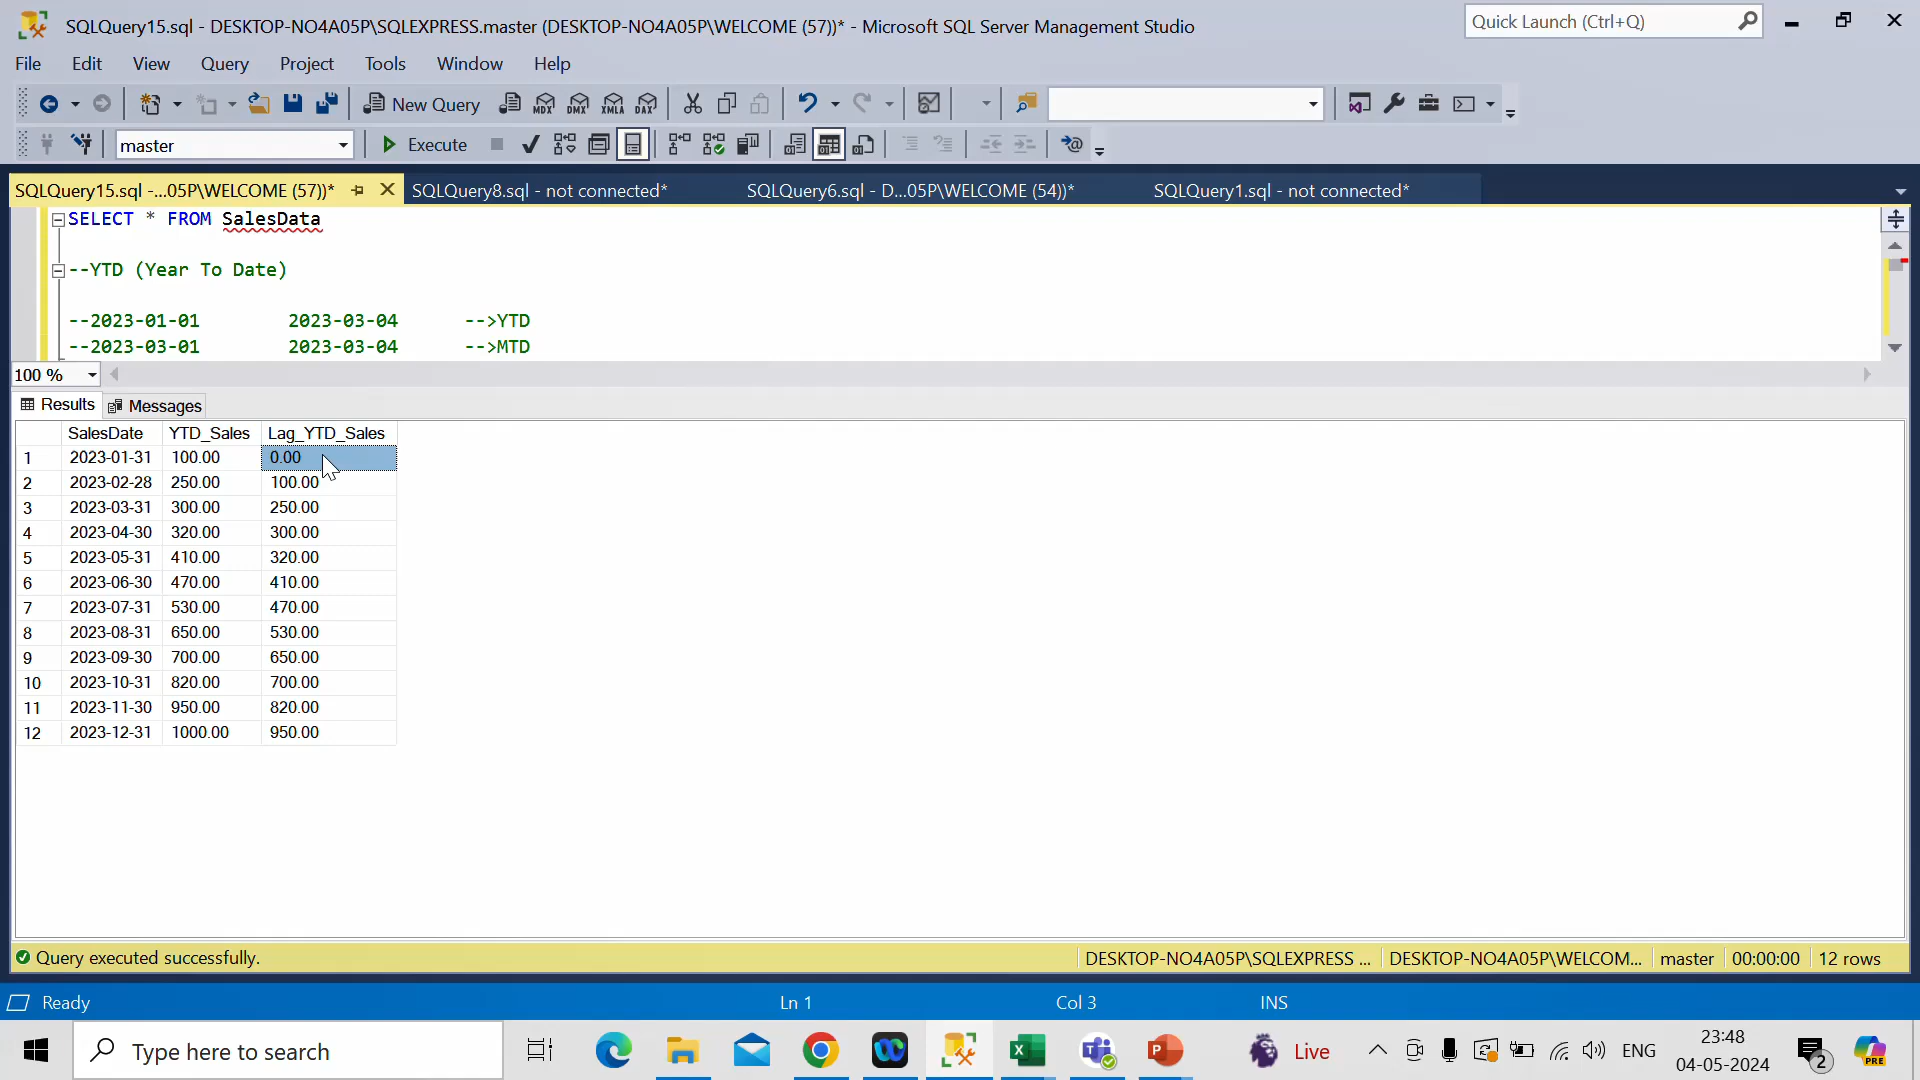 SQLQuery15.sql - DESKTOP-NO4A05P\SQLEXPRESS.master (DESKTOP-NO4A05P\WELCOME (57))* - Microsoft SQL Server Management Studio
Quick Launch (Ctrl+Q)
File Edit View Query Project Tools Window Help
New Query MDX DMX XMLA DAX
master Execute
SQLQuery15.sql -...05P\WELCOME (57))* SQLQuery8.sql - not connected* SQLQuery6.sql - D...05P\WELCOME (54))* SQLQuery1.sql - not connected*
SELECT * FROM SalesData
--YTD (Year To Date)
--2023-01-01 2023-03-04 -->YTD
--2023-03-01 2023-03-04 -->MTD
100 %
Results Messages
SalesDate YTD_Sales Lag_YTD_Sales
1 2023-01-31 100.00 0.00
2 2023-02-28 250.00 100.00
3 2023-03-31 300.00 250.00
4 2023-04-30 320.00 300.00
5 2023-05-31 410.00 320.00
6 2023-06-30 470.00 410.00
7 2023-07-31 530.00 470.00
8 2023-08-31 650.00 530.00
9 2023-09-30 700.00 650.00
10 2023-10-31 820.00 700.00
11 2023-11-30 950.00 820.00
12 2023-12-31 1000.00 950.00
Query executed successfully. DESKTOP-NO4A05P\SQLEXPRESS ... DESKTOP-NO4A05P\WELCOM... master 00:00:00 12 rows
Ready Ln 1 Col 3 INS
Type here to search Live ENG 23:48
04-05-2024 2 PRE